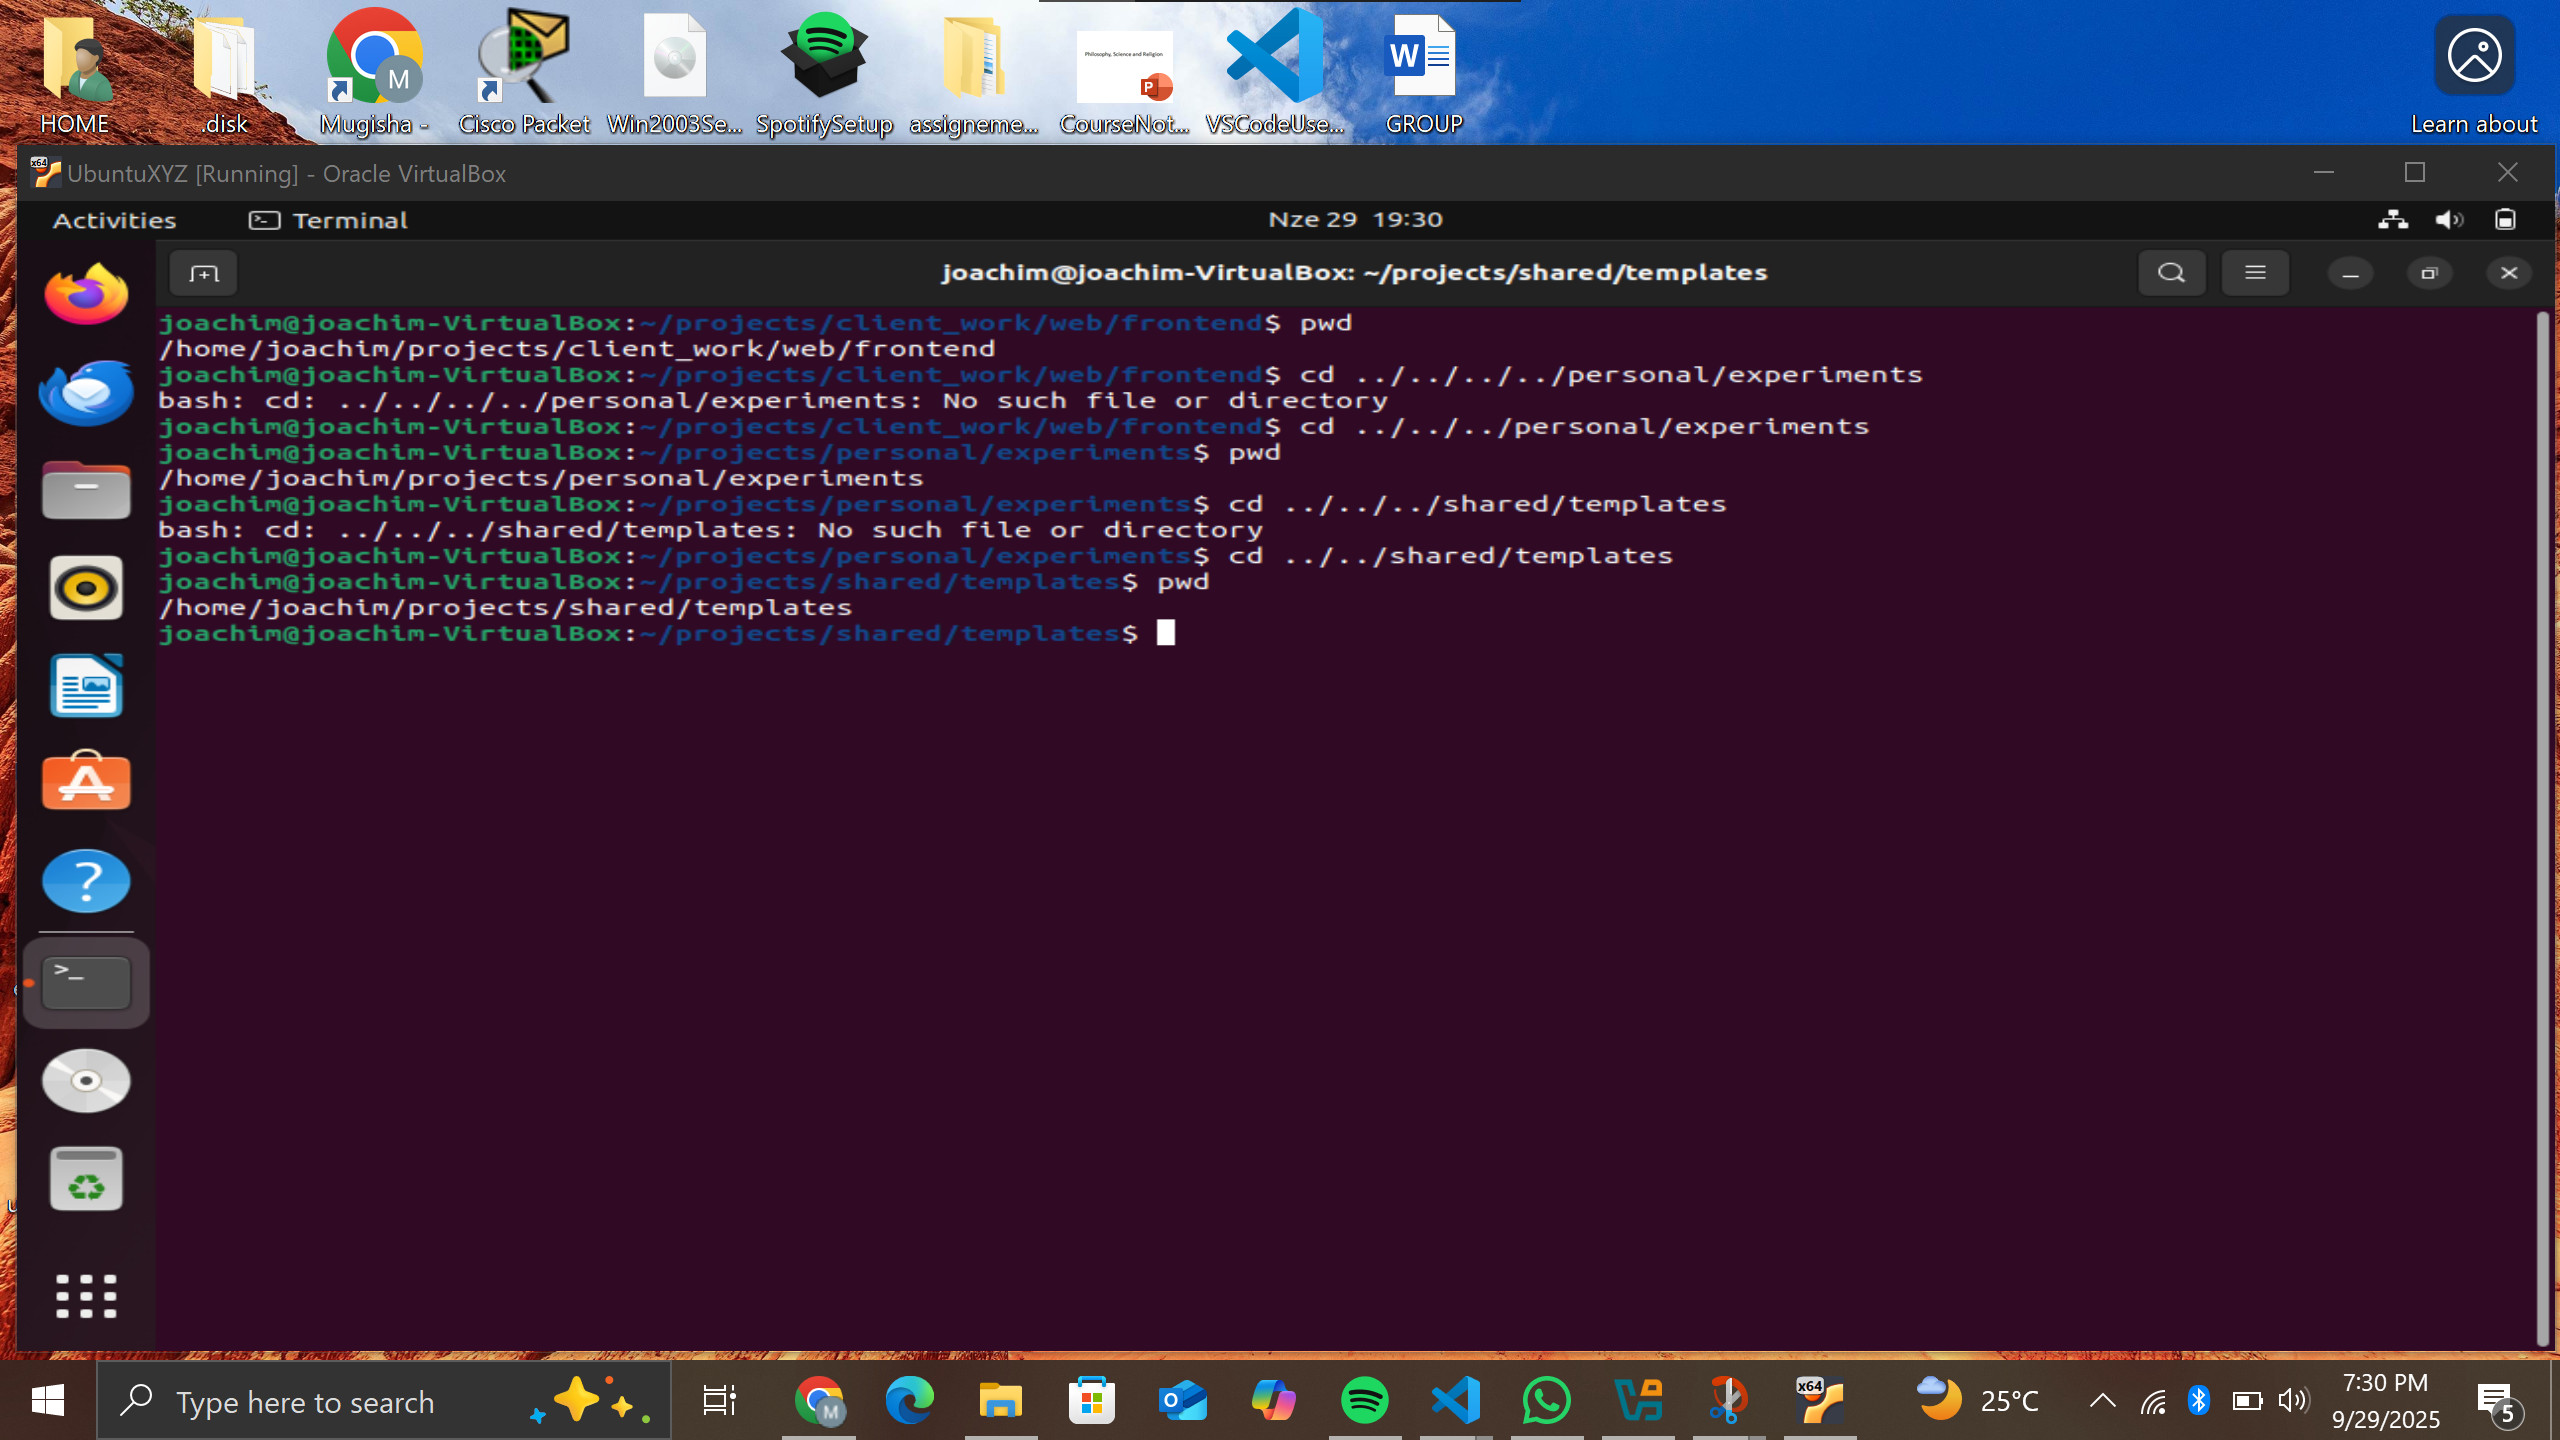 HOME
.disk
Mugisha -
Cisco Packet
Win2003Se...
SpotifySetup
assigneme...
CourseNot...
VSCodeUse...
GROUP
Learn about
Philosophy, Science and Religion
UbuntuXYZ [Running] - Oracle VirtualBox
Activities
Terminal
Nze 29 19:30
joachim@joachim-VirtualBox: ~/projects/shared/templates
joachim@joachim-VirtualBox:~/projects/client_work/web/frontend$ pwd
/home/joachim/projects/client_work/web/frontend
joachim@joachim-VirtualBox:~/projects/client_work/web/frontend$ cd ../../../../personal/experiments
bash: cd: ../../../../personal/experiments: No such file or directory
joachim@joachim-VirtualBox:~/projects/client_work/web/frontend$ cd ../../../personal/experiments
joachim@joachim-VirtualBox:~/projects/personal/experiments$ pwd
/home/joachim/projects/personal/experiments
joachim@joachim-VirtualBox:~/projects/personal/experiments$ cd ../../../shared/templates
bash: cd: ../../../shared/templates: No such file or directory
joachim@joachim-VirtualBox:~/projects/personal/experiments$ cd ../../shared/templates
joachim@joachim-VirtualBox:~/projects/shared/templates$ pwd
/home/joachim/projects/shared/templates
joachim@joachim-VirtualBox:~/projects/shared/templates$
Type here to search
25°C
7:30 PM
9/29/2025
5